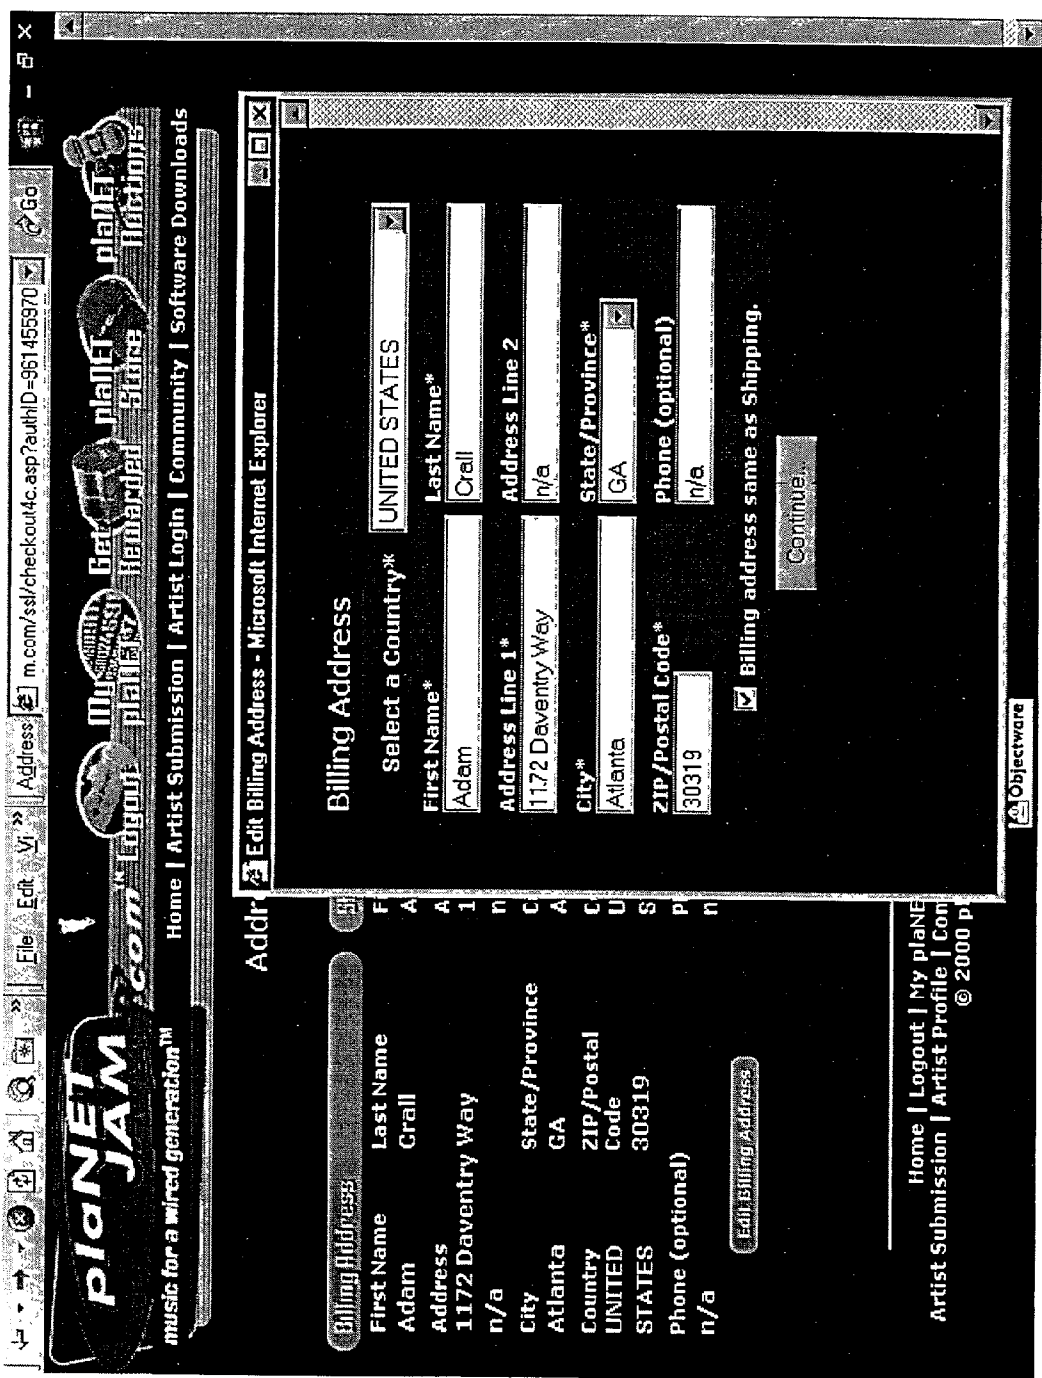 File Edit Vi » Address m.com/ssl/checkout4c.asp?authID=961455970 Go
plaNET JAM .com™
music for a wired generation™
Logout My plaNET Get Rewarded plaNET Store plaNET Auctions
Home | Artist Submission | Artist Login | Community | Software Downloads
Addr
Billing Address
First Name Last Name
Adam Crall
Address
1172 Daventry Way
n/a
City State/Province
Atlanta GA
Country ZIP/Postal Code
UNITED STATES 30319
Phone (optional)
n/a
Edit Billing Address
Edit Billing Address - Microsoft Internet Explorer
Billing Address
Select a Country* UNITED STATES
First Name* Last Name*
Adam Crall
Address Line 1* Address Line 2
1172 Daventry Way n/a
City* State/Province*
Atlanta GA
ZIP/Postal Code* Phone (optional)
30319 n/a
Billing address same as Shipping.
Continue...
Home | Logout | My plaNE
Artist Submission | Artist Profile | Con
© 2000 p
Objectware